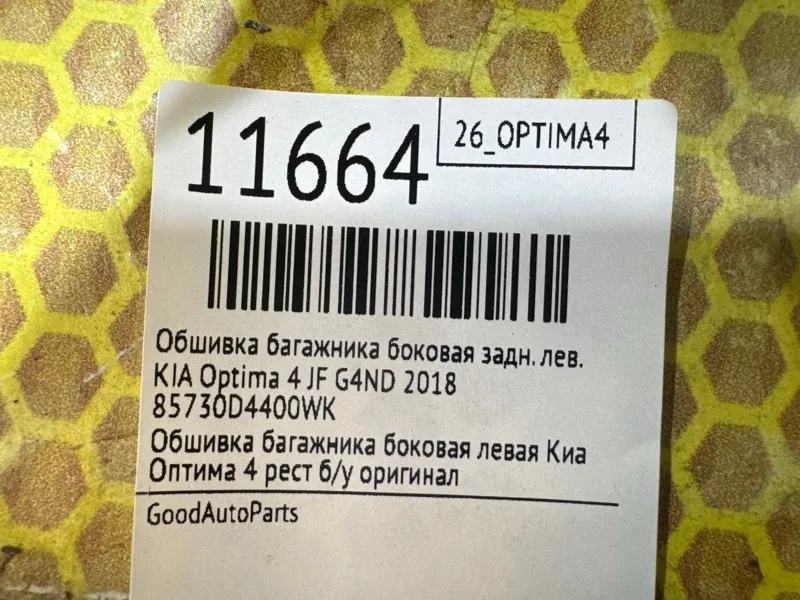 11664
26_OPTIMA4
Обшивка багажника боковая задн. лев.
KIA Optima 4 JF G4ND 2018
85730D4400WK
Обшивка багажника боковая левая Киа
Оптима 4 рест б/у оригинал
GoodAutoParts